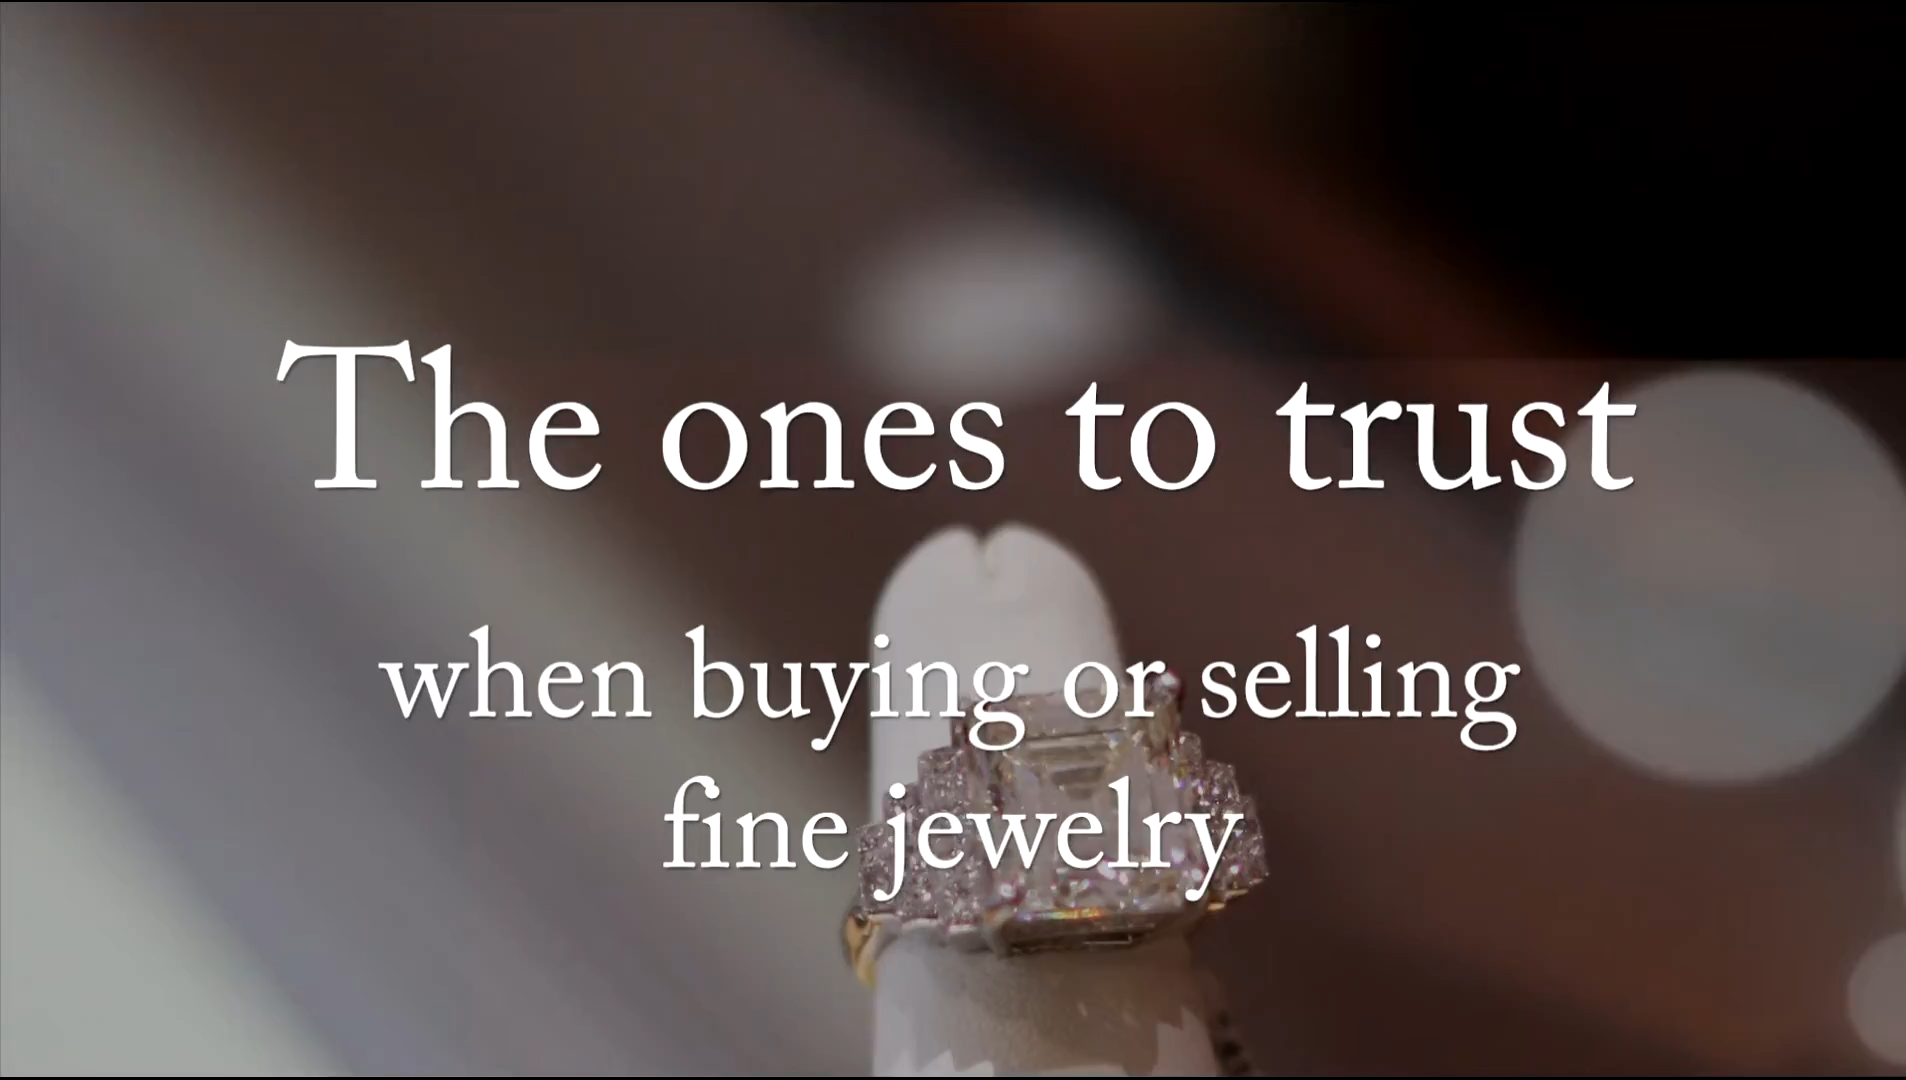 The ones to trust
when buying or selling
fine jewelry